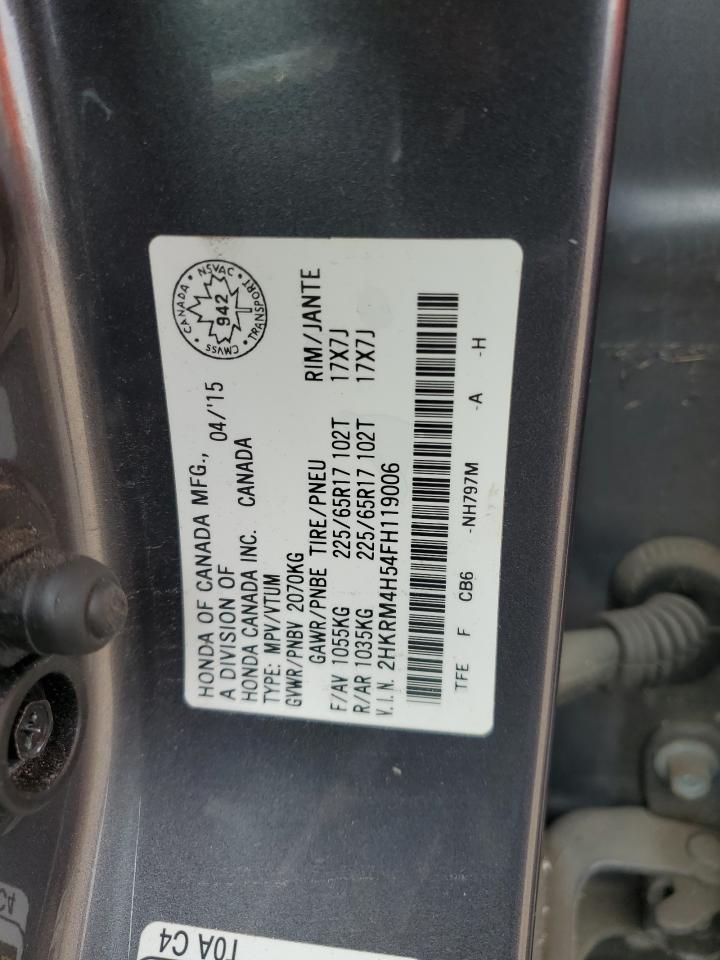 HONDA OF CANADA MFG., 04/'15
A DIVISION OF
HONDA CANADA INC. CANADA
TYPE: MPV/VTUM
GVWR/PNBV 2070KG
GAWR/PNBE TIRE/PNEU RIM/JANTE
F/AV 1055KG 225/65R17 102T 17X7J
R/AR 1035KG 225/65R17 102T 17X7J
V.I.N. 2HKRM4H54FH119006
TFE F CB6 -NH797M -A -H
CANADA • NSVAC • TRANSPORT • CMVSS •
942
TOA C4